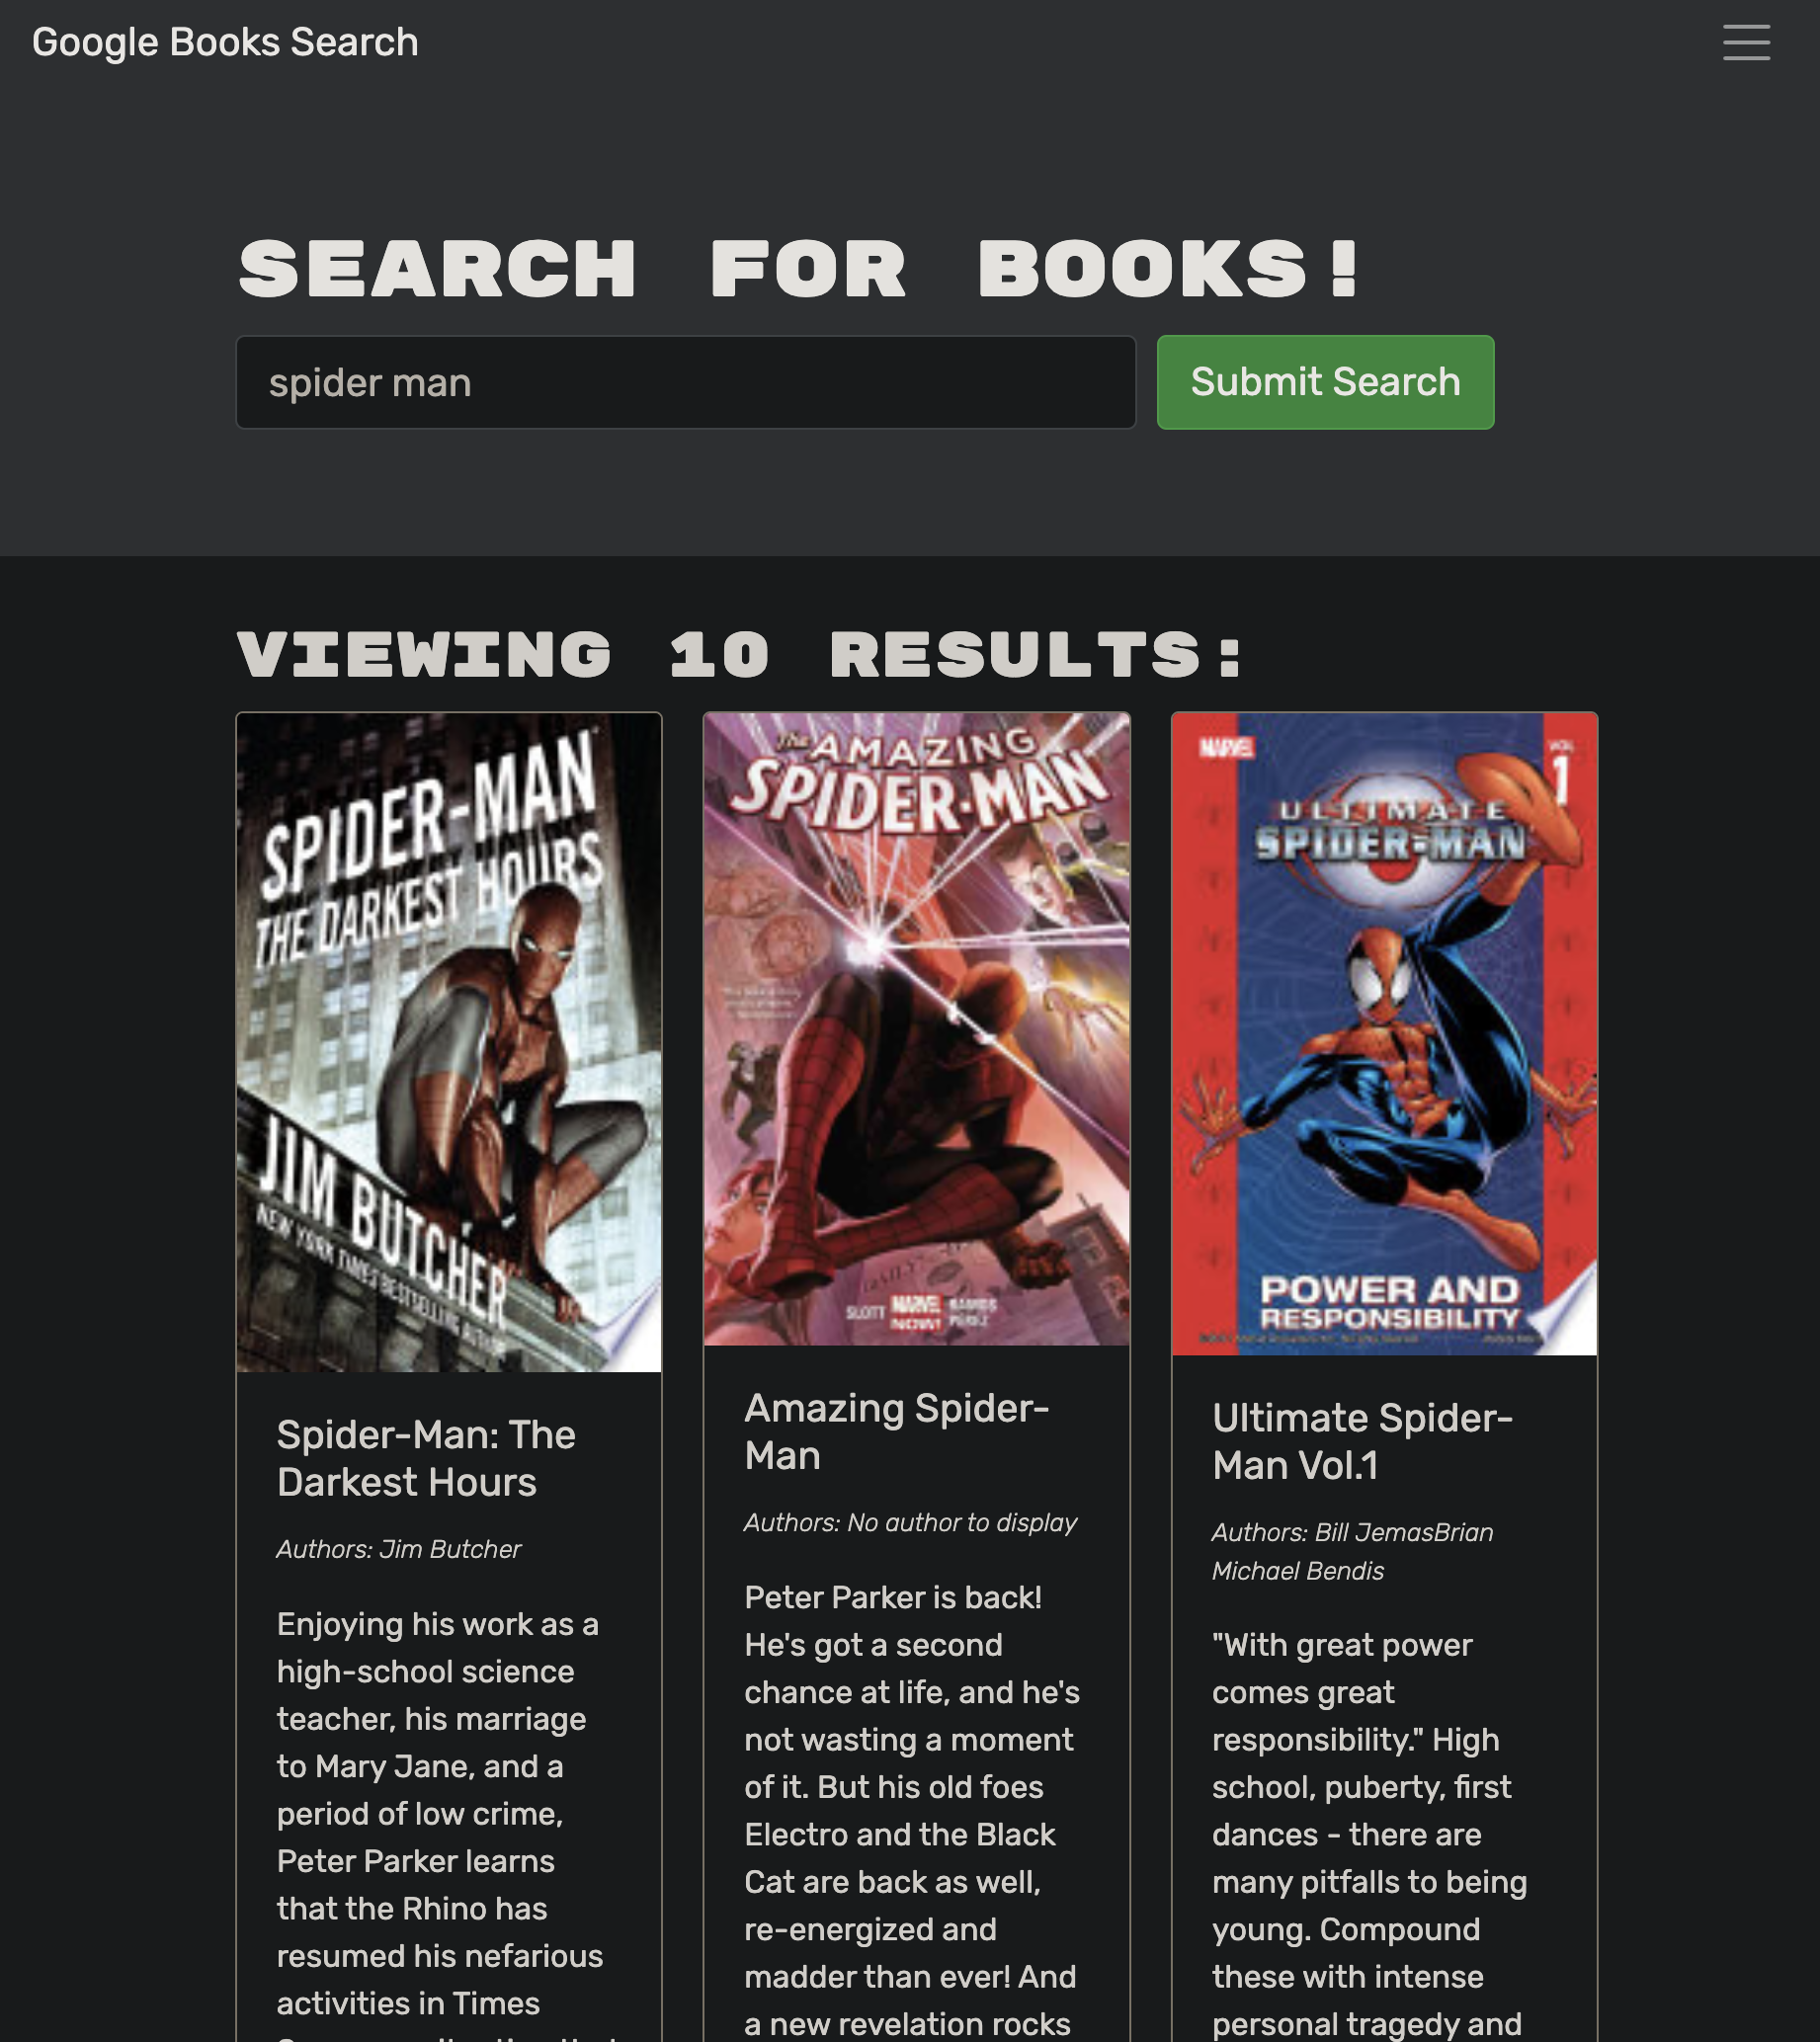 Google Books Search
SEARCH FOR BOOKS!
spider man
Submit Search
VIEWING 10 RESULTS:
SPIDER-MAN
THE DARKEST HOURS
JIM BUTCHER
NEW YORK TIMES BESTSELLING AUTHOR
Spider-Man: The
Darkest Hours
Authors: Jim Butcher
Enjoying his work as a
high-school science
teacher, his marriage
to Mary Jane, and a
period of low crime,
Peter Parker learns
that the Rhino has
resumed his nefarious
activities in Times
The AMAZING
SPIDER-MAN
SLOTT MARVEL RAMOS
NOW! PÉREZ
Amazing Spider-
Man
Authors: No author to display
Peter Parker is back!
He's got a second
chance at life, and he's
not wasting a moment
of it. But his old foes
Electro and the Black
Cat are back as well,
re-energized and
madder than ever! And
a new revelation rocks
MARVEL
VOL
1
ULTIMATE
SPIDER-MAN
POWER AND
RESPONSIBILITY
Ultimate Spider-
Man Vol.1
Authors: Bill JemasBrian
Michael Bendis
"With great power
comes great
responsibility." High
school, puberty, first
dances - there are
many pitfalls to being
young. Compound
these with intense
personal tragedy and